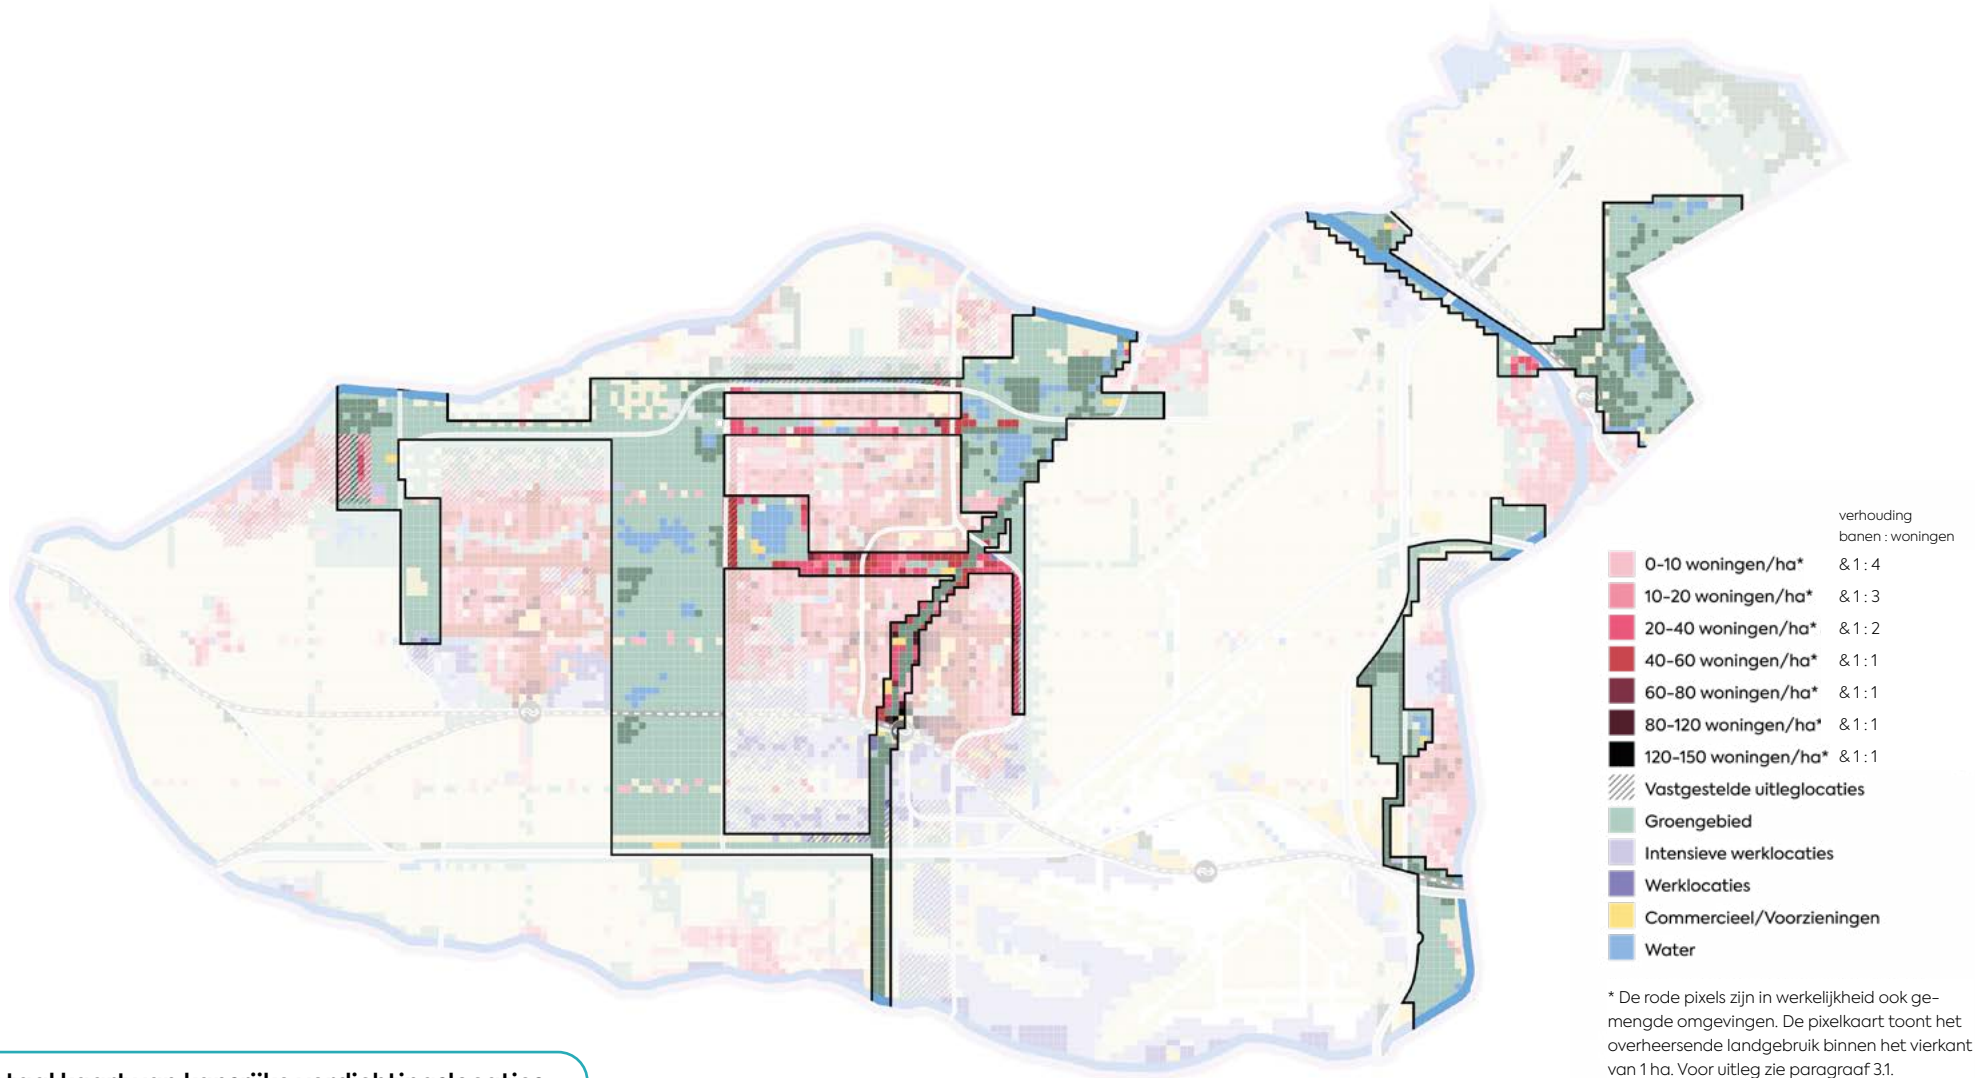 verhouding
banen : woningen
0-10 woningen/ha* & 1 : 4
10-20 woningen/ha* & 1 : 3
20-40 woningen/ha* & 1 : 2
40-60 woningen/ha* & 1 : 1
60-80 woningen/ha* & 1 : 1
80-120 woningen/ha* & 1 : 1
120-150 woningen/ha* & 1 : 1
Vastgestelde uitleglocaties
Groengebied
Intensieve werklocaties
Werklocaties
Commercieel/Voorzieningen
Water
* De rode pixels zijn in werkelijkheid ook ge-
mengde omgevingen. De pixelkaart toont het
overheersende landgebruik binnen het vierkant
van 1 ha. Voor uitleg zie paragraaf 3.1.